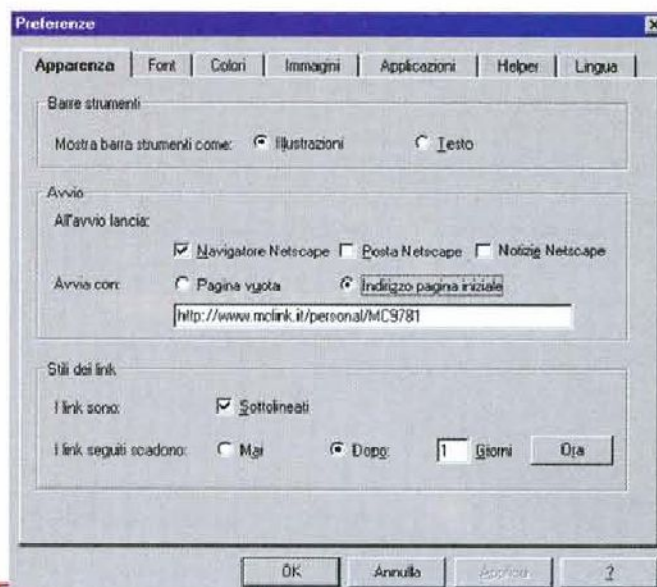 Preferenze
Apparenza Font Colori Immagini Applicazioni Helper Lingua
Barre strumenti
Mostra barra strumenti come: Illustrazioni Testo
Avvio
All'avvio lancia:
Navigatore Netscape Posta Netscape Notizie Netscape
Avvia con: Pagina vuota Indirizzo pagina iniziale
http://www.mclink.it/personal/MC9781
Stili dei link
I link sono: Sottolineati
I link seguiti scadono: Mai Dopo: 1 Giorni Ora
OK Annulla Applica ?